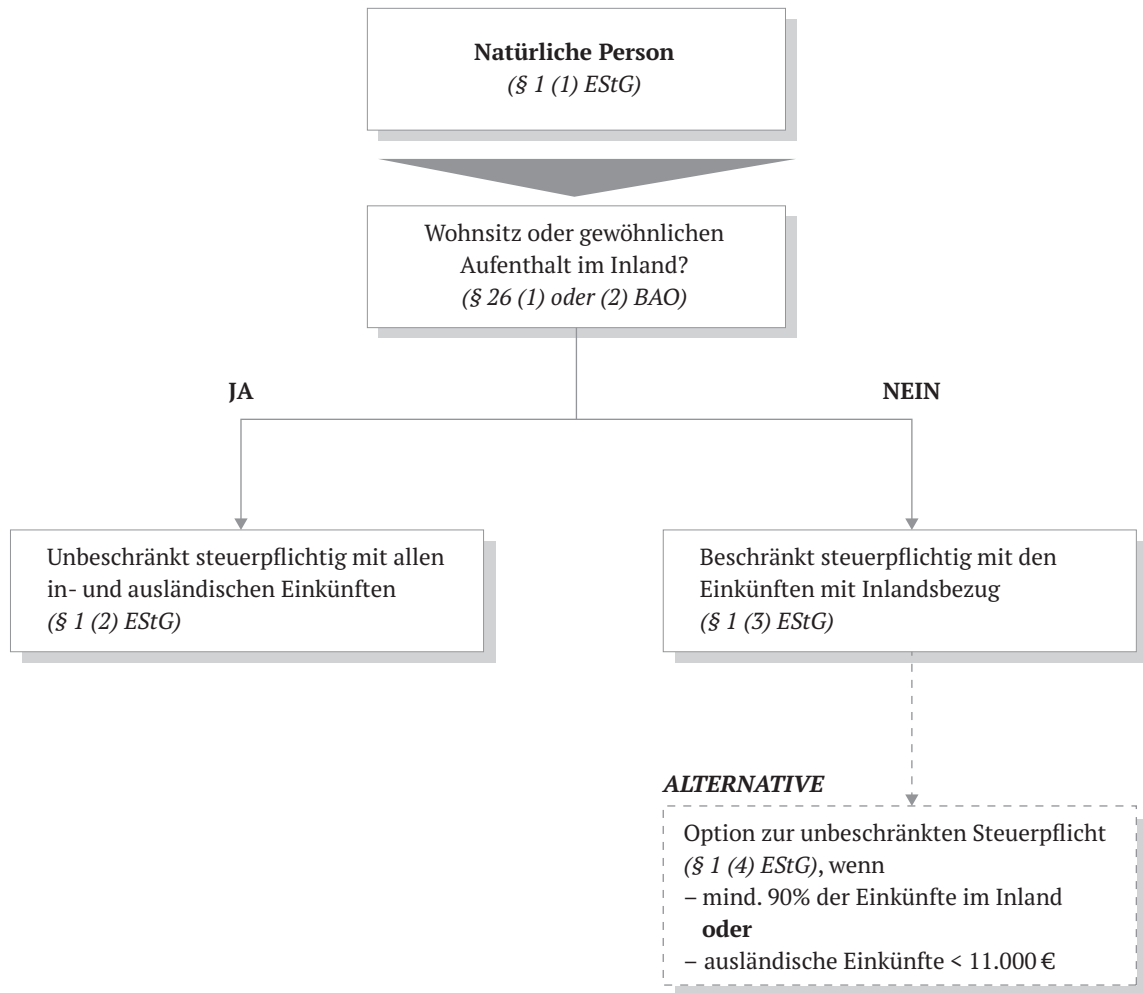 Natürliche Person
(§ 1 (1) EStG)
Wohnsitz oder gewöhnlichen
Aufenthalt im Inland?
(§ 26 (1) oder (2) BAO)
JA
NEIN
Unbeschränkt steuerpflichtig mit allen
in- und ausländischen Einkünften
(§ 1 (2) EStG)
Beschränkt steuerpflichtig mit den
Einkünften mit Inlandsbezug
(§ 1 (3) EStG)
ALTERNATIVE
Option zur unbeschränkten Steuerpflicht
(§ 1 (4) EStG), wenn
– mind. 90% der Einkünfte im Inland
oder
– ausländische Einkünfte < 11.000 €